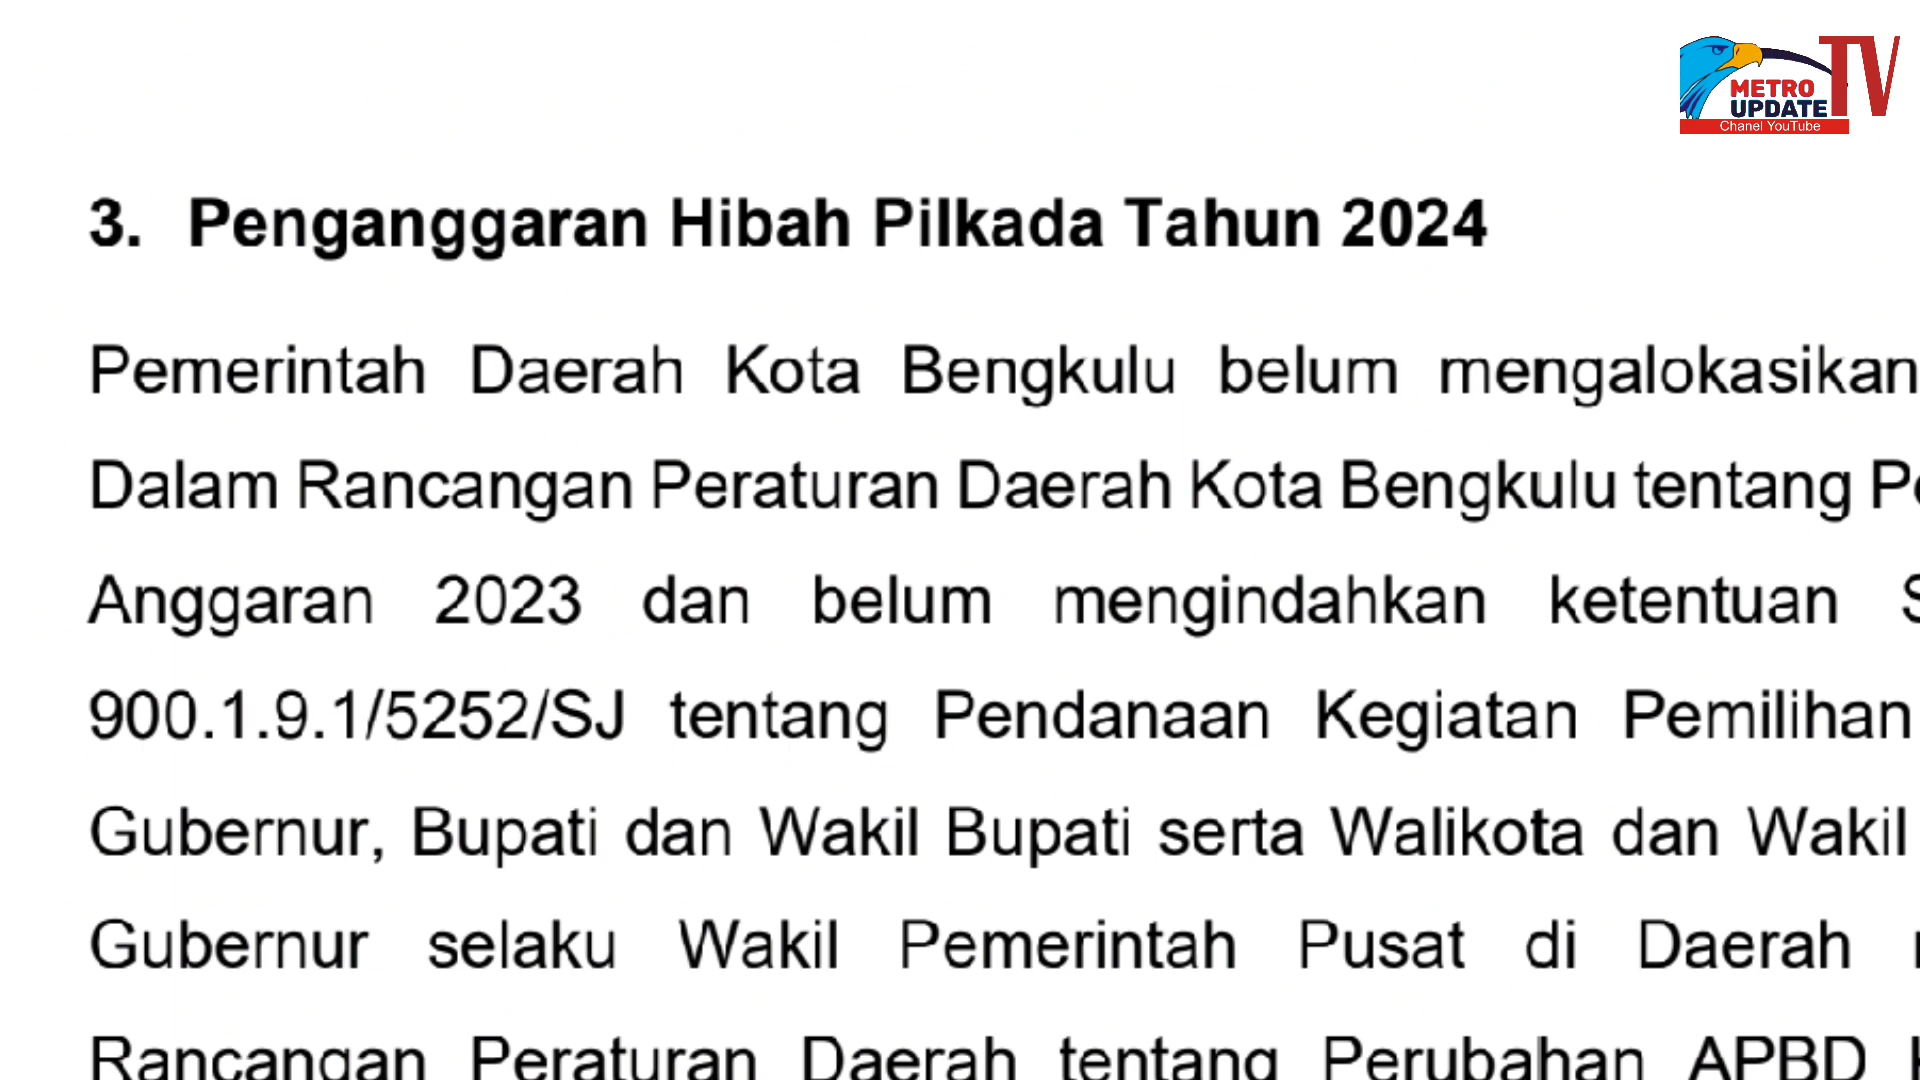 METRO
UPDATE
TV
Chanel YouTube
3. Penganggaran Hibah Pilkada Tahun 2024
Pemerintah Daerah Kota Bengkulu belum mengalokasikan
Dalam Rancangan Peraturan Daerah Kota Bengkulu tentang
Anggaran 2023 dan belum mengindahkan ketentuan
900.1.9.1/5252/SJ tentang Pendanaan Kegiatan Pemilihan
Gubernur, Bupati dan Wakil Bupati serta Walikota dan Wakil
Gubernur selaku Wakil Pemerintah Pusat di Daerah
Rancangan Peraturan Daerah tentang Perubahan APBD